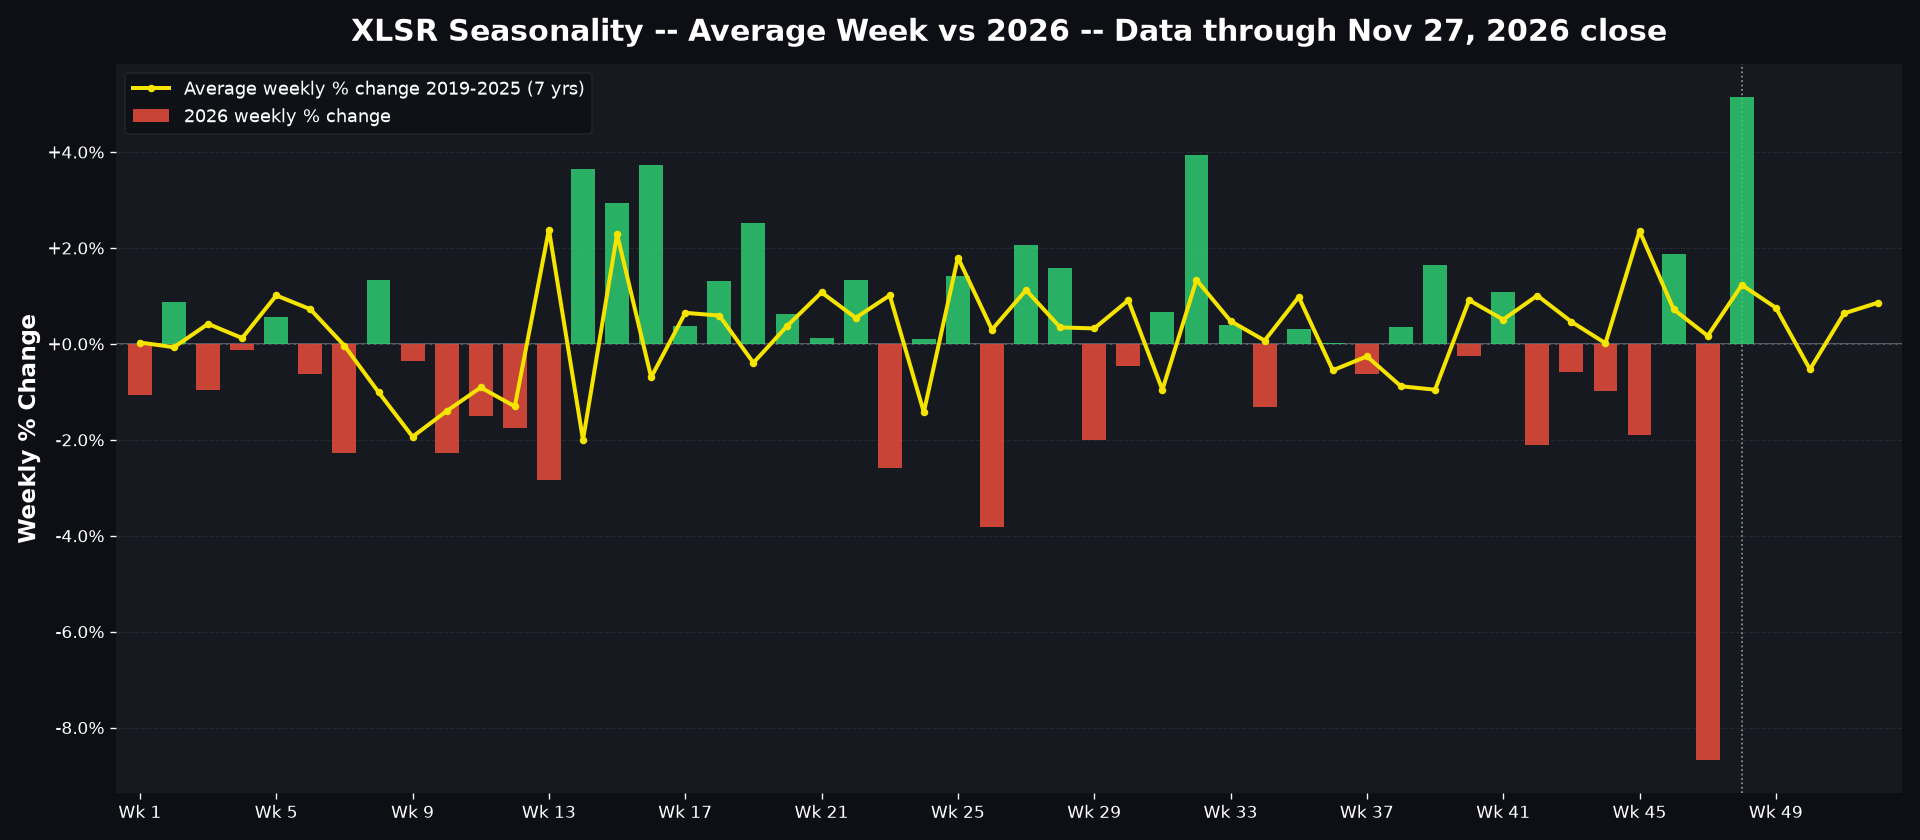 XLSR Seasonality -- Average Week vs 2026 -- Data through Nov 27, 2026 close
Average weekly % change 2019-2025 (7 yrs)
2026 weekly % change
Weekly % Change
+4.0%
+2.0%
+0.0%
-2.0%
-4.0%
-6.0%
-8.0%
Wk 1 Wk 5 Wk 9 Wk 13 Wk 17 Wk 21 Wk 25 Wk 29 Wk 33 Wk 37 Wk 41 Wk 45 Wk 49